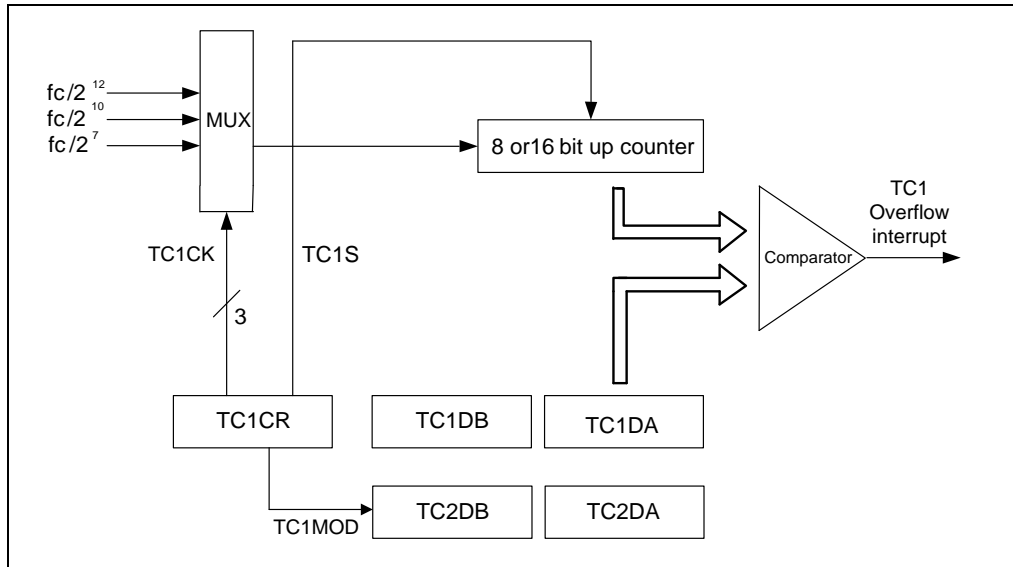 fc/2 12
fc/2 10
fc/2 7
MUX
8 or16 bit up counter
TC1
Overflow
interrupt
Comparator
TC1CK
TC1S
3
TC1CR
TC1DB
TC1DA
TC1MOD
TC2DB
TC2DA